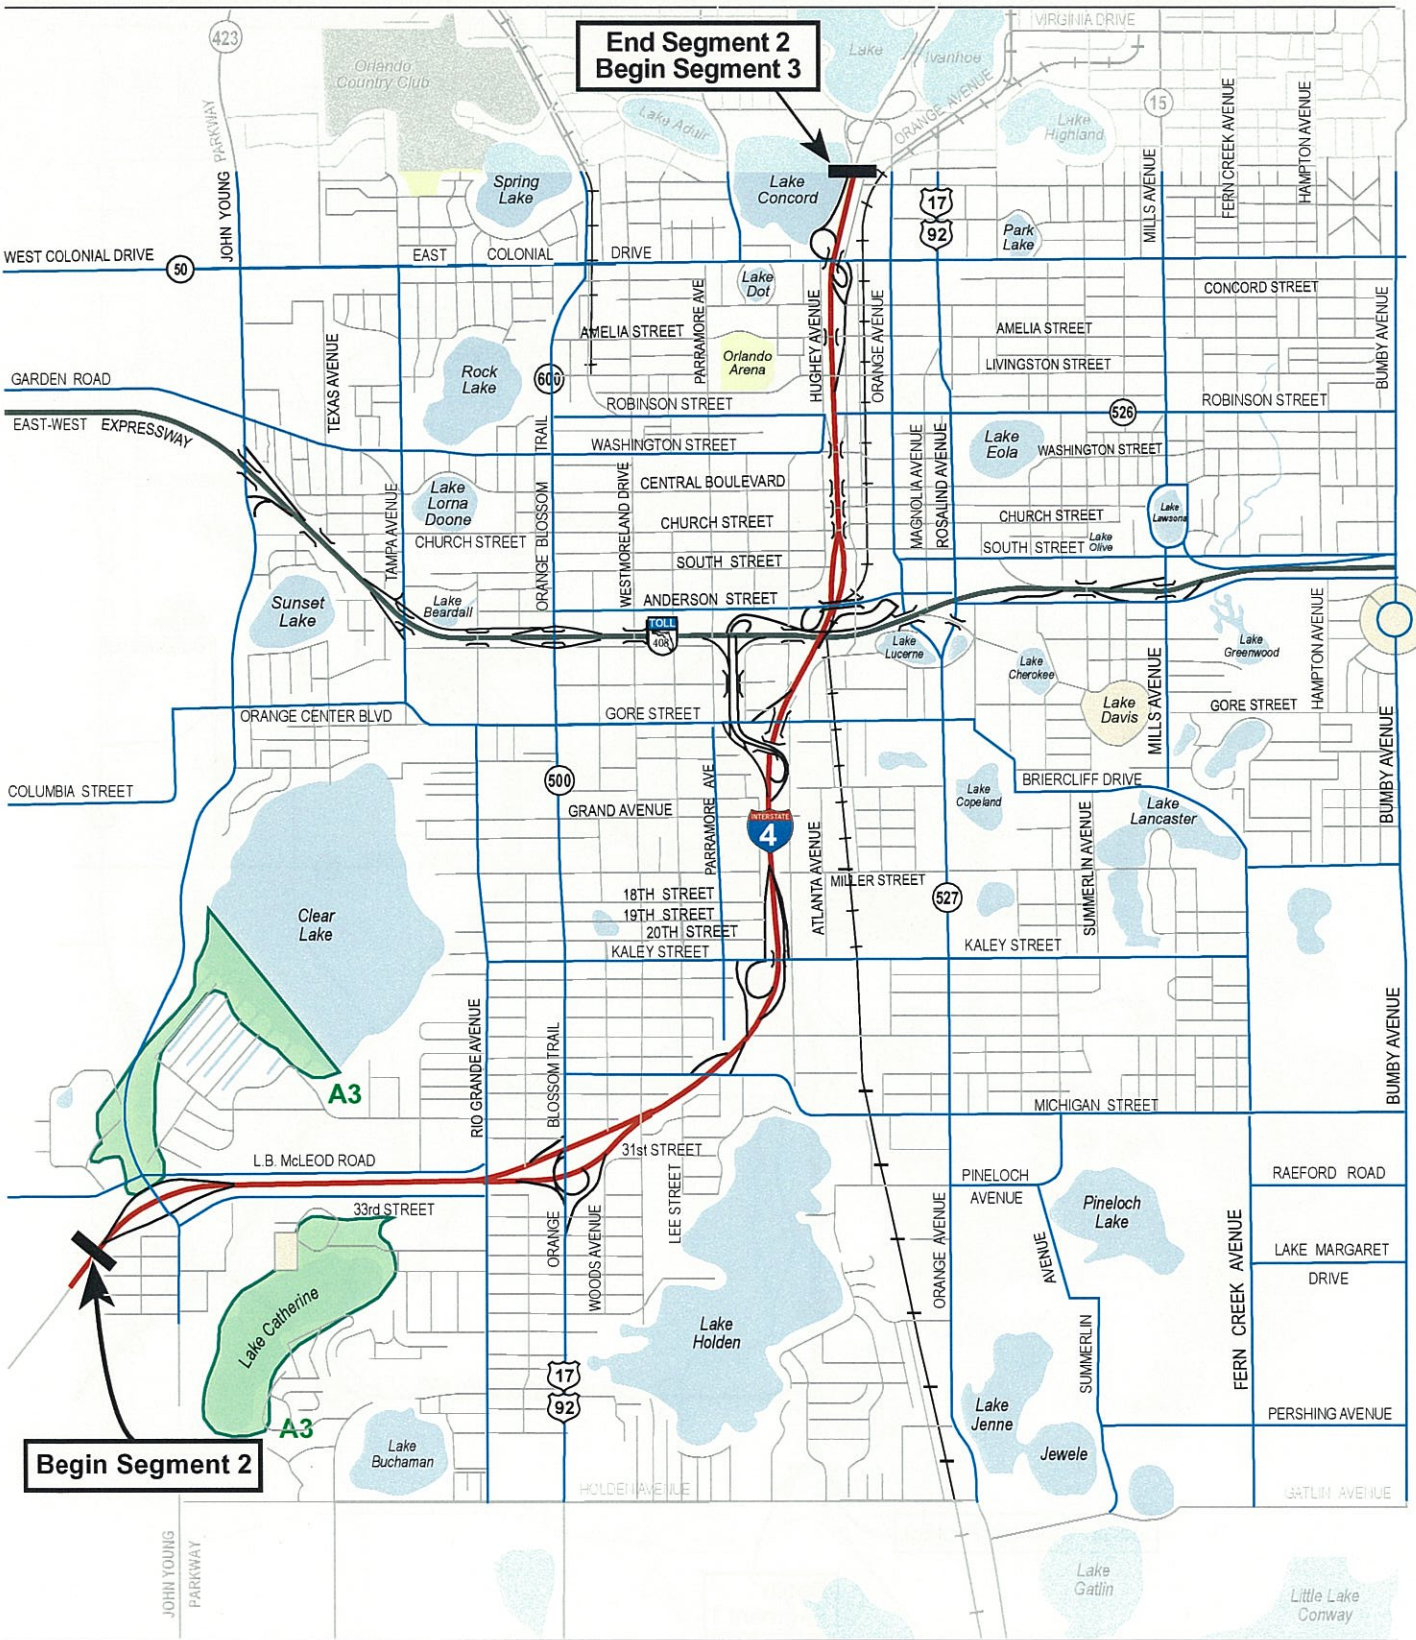 423
Orlando
Country Club
End Segment 2
Begin Segment 3
Lake
Ivanhoe
VIRGINIA DRIVE
ORANGE AVENUE
15
Lake
Highland
Lake Adair
JOHN YOUNG PARKWAY
Spring
Lake
Lake
Concord
17
92
Park
Lake
MILLS AVENUE
FERN CREEK AVENUE
HAMPTON AVENUE
WEST COLONIAL DRIVE
50
EAST COLONIAL DRIVE
Lake
Dot
CONCORD STREET
PARRAMORE AVE
HUGHEY AVENUE
ORANGE AVENUE
BUMBY AVENUE
AMELIA STREET
AMELIA STREET
TEXAS AVENUE
Orlando
Arena
LIVINGSTON STREET
Rock
Lake
600
GARDEN ROAD
ROBINSON STREET
526
ROBINSON STREET
EAST-WEST EXPRESSWAY
WASHINGTON STREET
Lake
Eola
WASHINGTON STREET
MAGNOLIA AVENUE
ROSALIND AVENUE
Lake
Lorna
Doone
CENTRAL BOULEVARD
WESTMORELAND DRIVE
ORANGE BLOSSOM TRAIL
TAMPA AVENUE
CHURCH STREET
CHURCH STREET
CHURCH STREET
Lake
Lawsona
SOUTH STREET
SOUTH STREET
Lake
Olive
Sunset
Lake
Lake
Beardall
ANDERSON STREET
TOLL
408
Lake
Lucerne
Lake
Cherokee
Lake
Greenwood
HAMPTON AVENUE
ORANGE CENTER BLVD
GORE STREET
Lake
Davis
MILLS AVENUE
GORE STREET
COLUMBIA STREET
500
GRAND AVENUE
PARRAMORE AVE
INTERSTATE
4
ATLANTA AVENUE
Lake
Copeland
BRIERCLIFF DRIVE
Lake
Lancaster
SUMMERLIN AVENUE
BUMBY AVENUE
MILLER STREET
527
Clear
Lake
18TH STREET
19TH STREET
20TH STREET
KALEY STREET
KALEY STREET
A3
RIO GRANDE AVENUE
ORANGE BLOSSOM TRAIL
BUMBY AVENUE
MICHIGAN STREET
L.B. McLEOD ROAD
31st STREET
PINELOCH
AVENUE
RAEFORD ROAD
33rd STREET
LEE STREET
WOODS AVENUE
ORANGE AVENUE
Pineloch
Lake
SUMMERLIN AVENUE
FERN CREEK AVENUE
LAKE MARGARET
DRIVE
Lake Catherine
Lake
Holden
17
92
A3
Lake
Jenne
Jewele
PERSHING AVENUE
Begin Segment 2
Lake
Buchaman
HOLDEN AVENUE
GATLIN AVENUE
JOHN YOUNG
PARKWAY
Lake
Gatlin
Little Lake
Conway